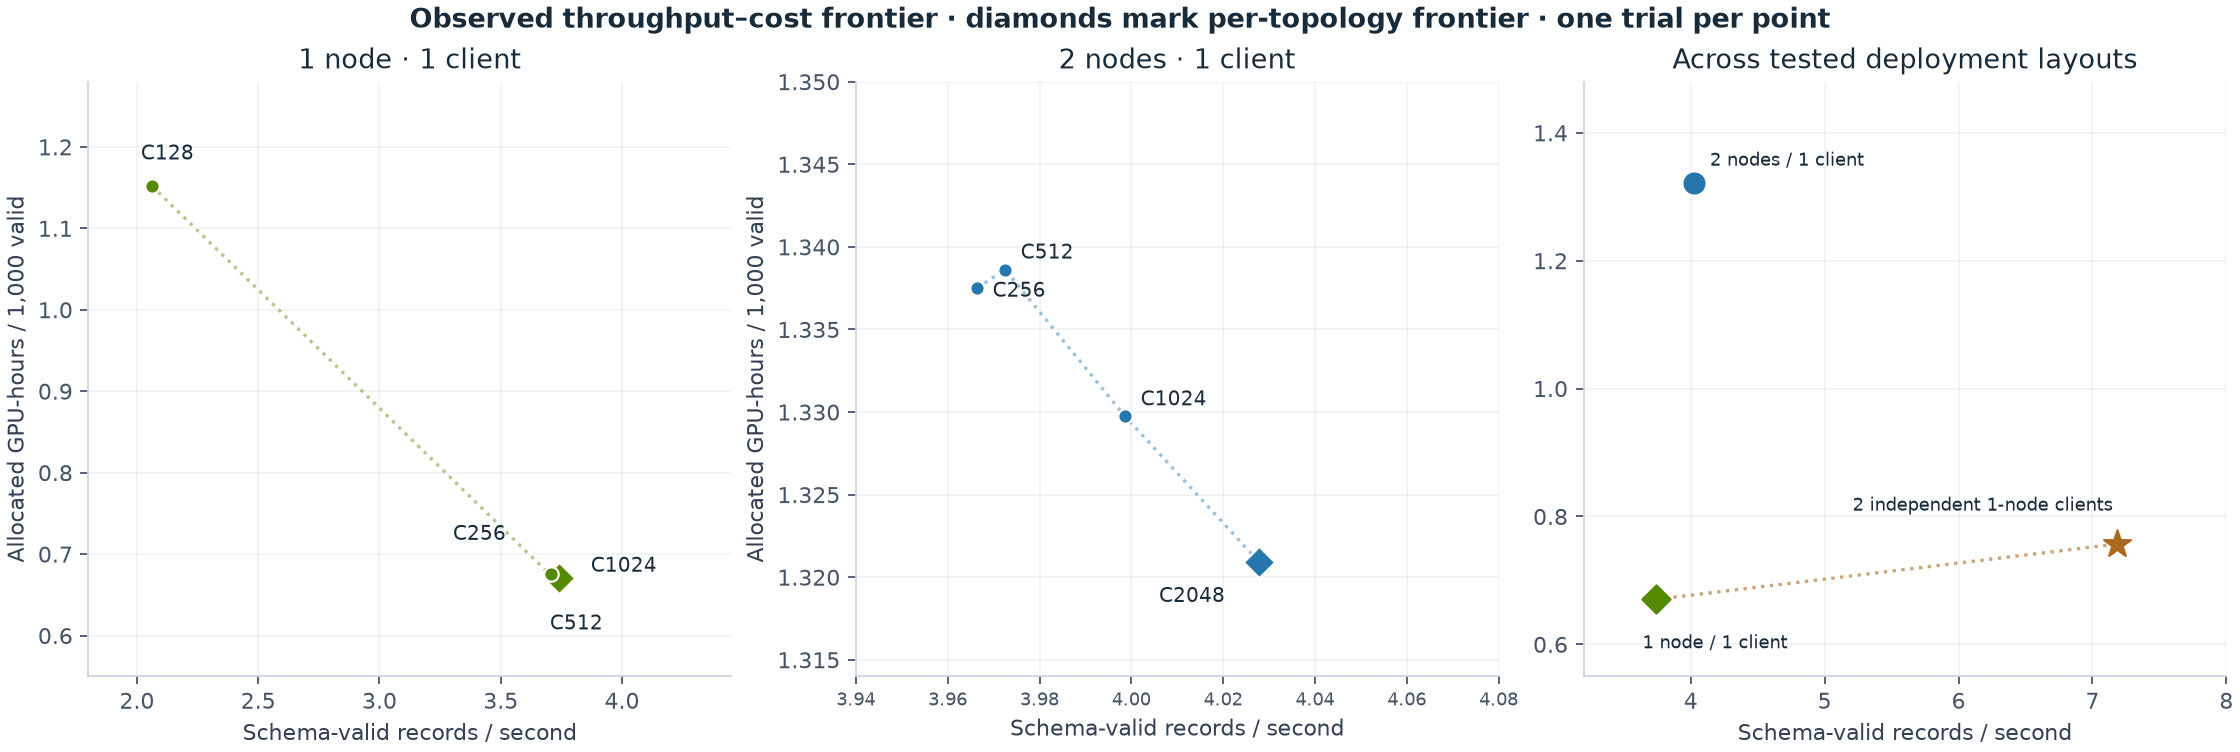 Observed throughput–cost frontier · diamonds mark per-topology frontier · one trial per point
1 node · 1 client
Allocated GPU-hours / 1,000 valid
1.2
1.1
1.0
0.9
0.8
0.7
0.6
C128
C256
C1024
C512
2.0
2.5
3.0
3.5
4.0
Schema-valid records / second
2 nodes · 1 client
Allocated GPU-hours / 1,000 valid
1.350
1.345
1.340
1.335
1.330
1.325
1.320
1.315
C512
C256
C1024
C2048
3.94
3.96
3.98
4.00
4.02
4.04
4.06
4.08
Schema-valid records / second
Across tested deployment layouts
1.4
1.2
1.0
0.8
0.6
2 nodes / 1 client
2 independent 1-node clients
1 node / 1 client
4
5
6
7
8
Schema-valid records / second